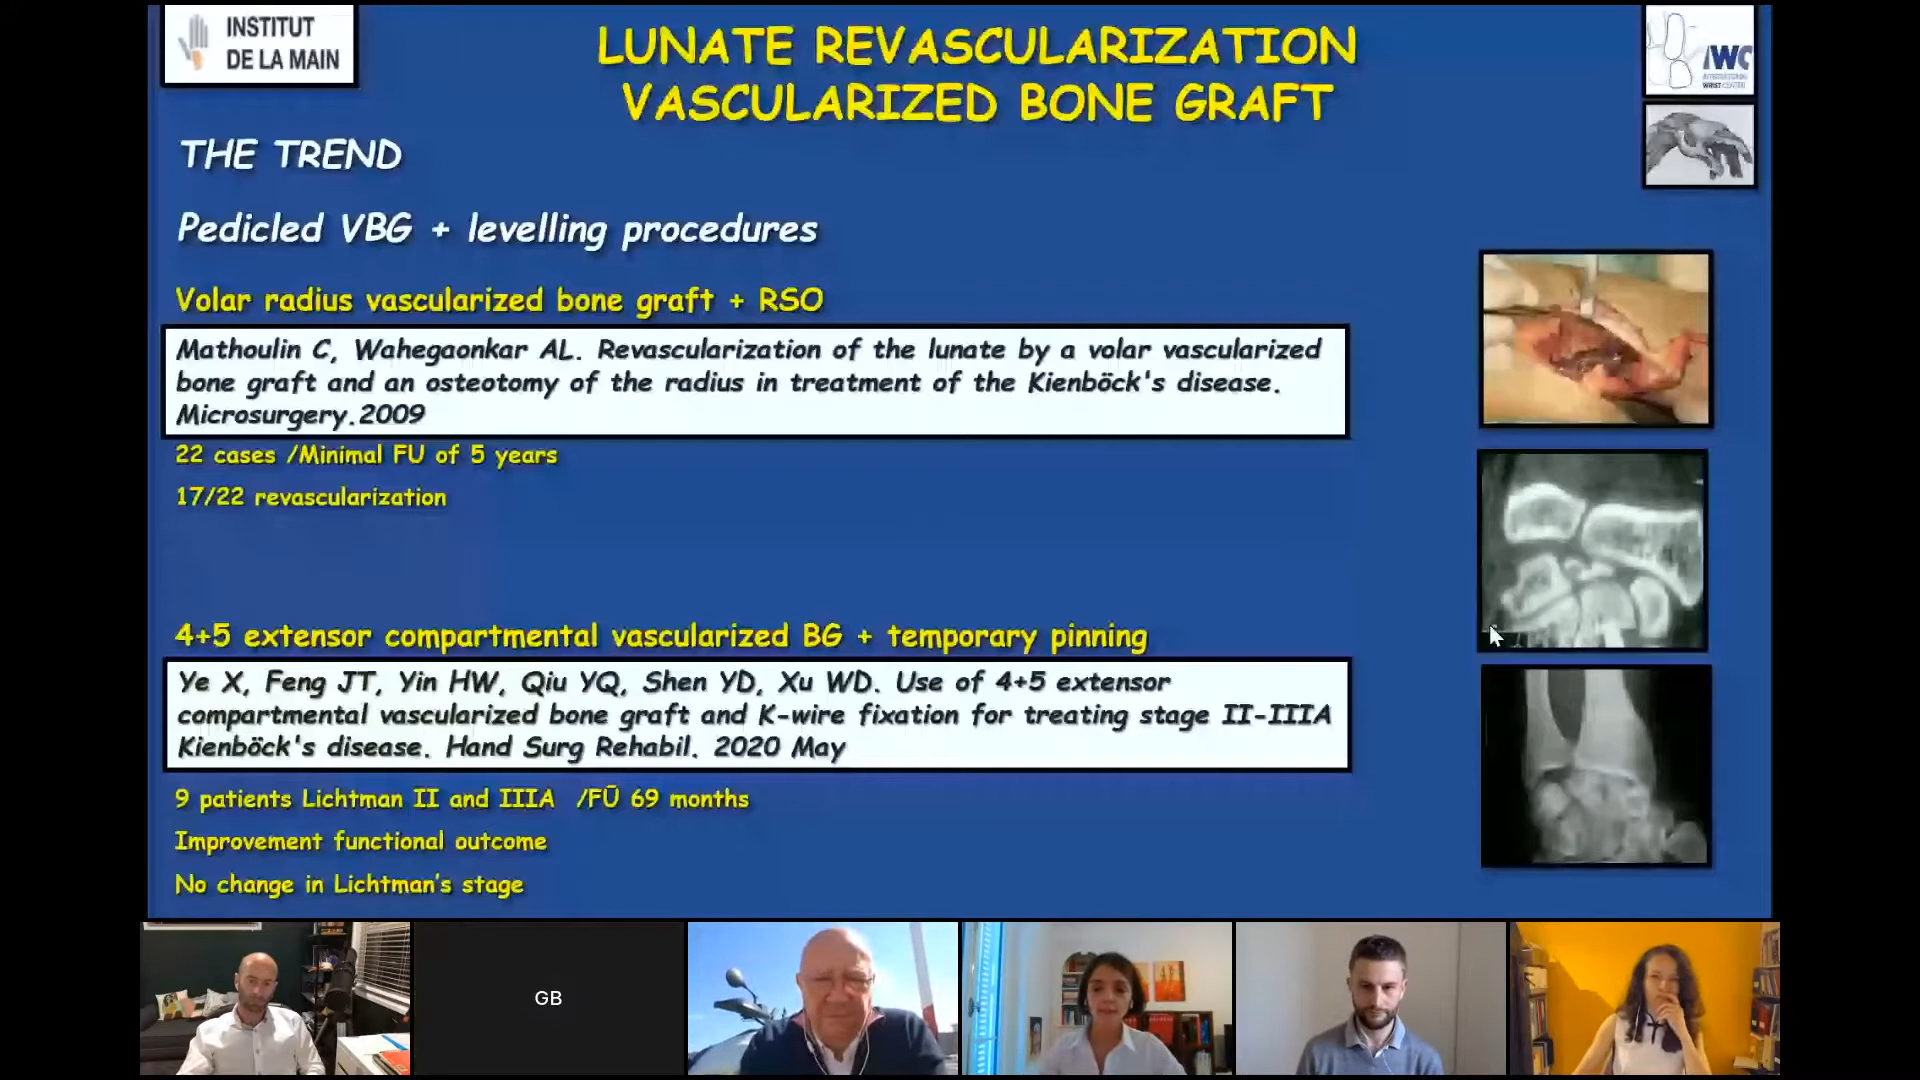 INSTITUT
DE LA MAIN
LUNATE REVASCULARIZATION
VASCULARIZED BONE GRAFT
IWC
INTERNATIONAL
WRIST CENTER
THE TREND
Pedicled VBG + levelling procedures
Volar radius vascularized bone graft + RSO
Mathoulin C, Wahegaonkar AL. Revascularization of the lunate by a volar vascularized
bone graft and an osteotomy of the radius in treatment of the Kienböck's disease.
Microsurgery.2009
22 cases /Minimal FU of 5 years
17/22 revascularization
4+5 extensor compartmental vascularized BG + temporary pinning
Ye X, Feng JT, Yin HW, Qiu YQ, Shen YD, Xu WD. Use of 4+5 extensor
compartmental vascularized bone graft and K-wire fixation for treating stage II-IIIA
Kienböck's disease. Hand Surg Rehabil. 2020 May
9 patients Lichtman II and IIIA /FŪ 69 months
Improvement functional outcome
No change in Lichtman's stage
GB